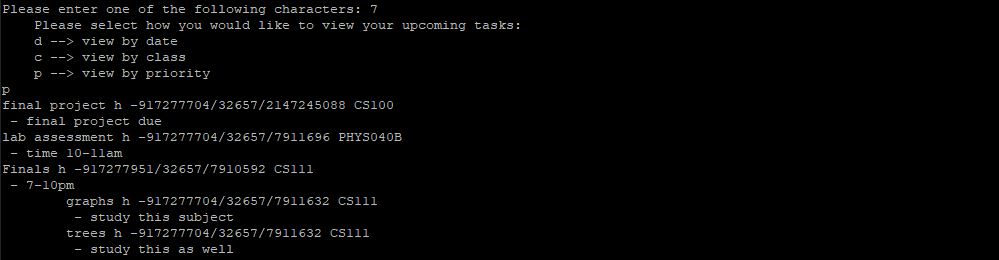 Please enter one of the following characters: 7
    Please select how you would like to view your upcoming tasks:
    d --> view by date
    c --> view by class
    p --> view by priority
p
final project h -917277704/32657/2147245088 CS100
 - final project due
lab assessment h -917277704/32657/7911696 PHYS040B
 - time 10-11am
Finals h -917277951/32657/7910592 CS111
 - 7-10pm
        graphs h -917277704/32657/7911632 CS111
         - study this subject
        trees h -917277704/32657/7911632 CS111
         - study this as well